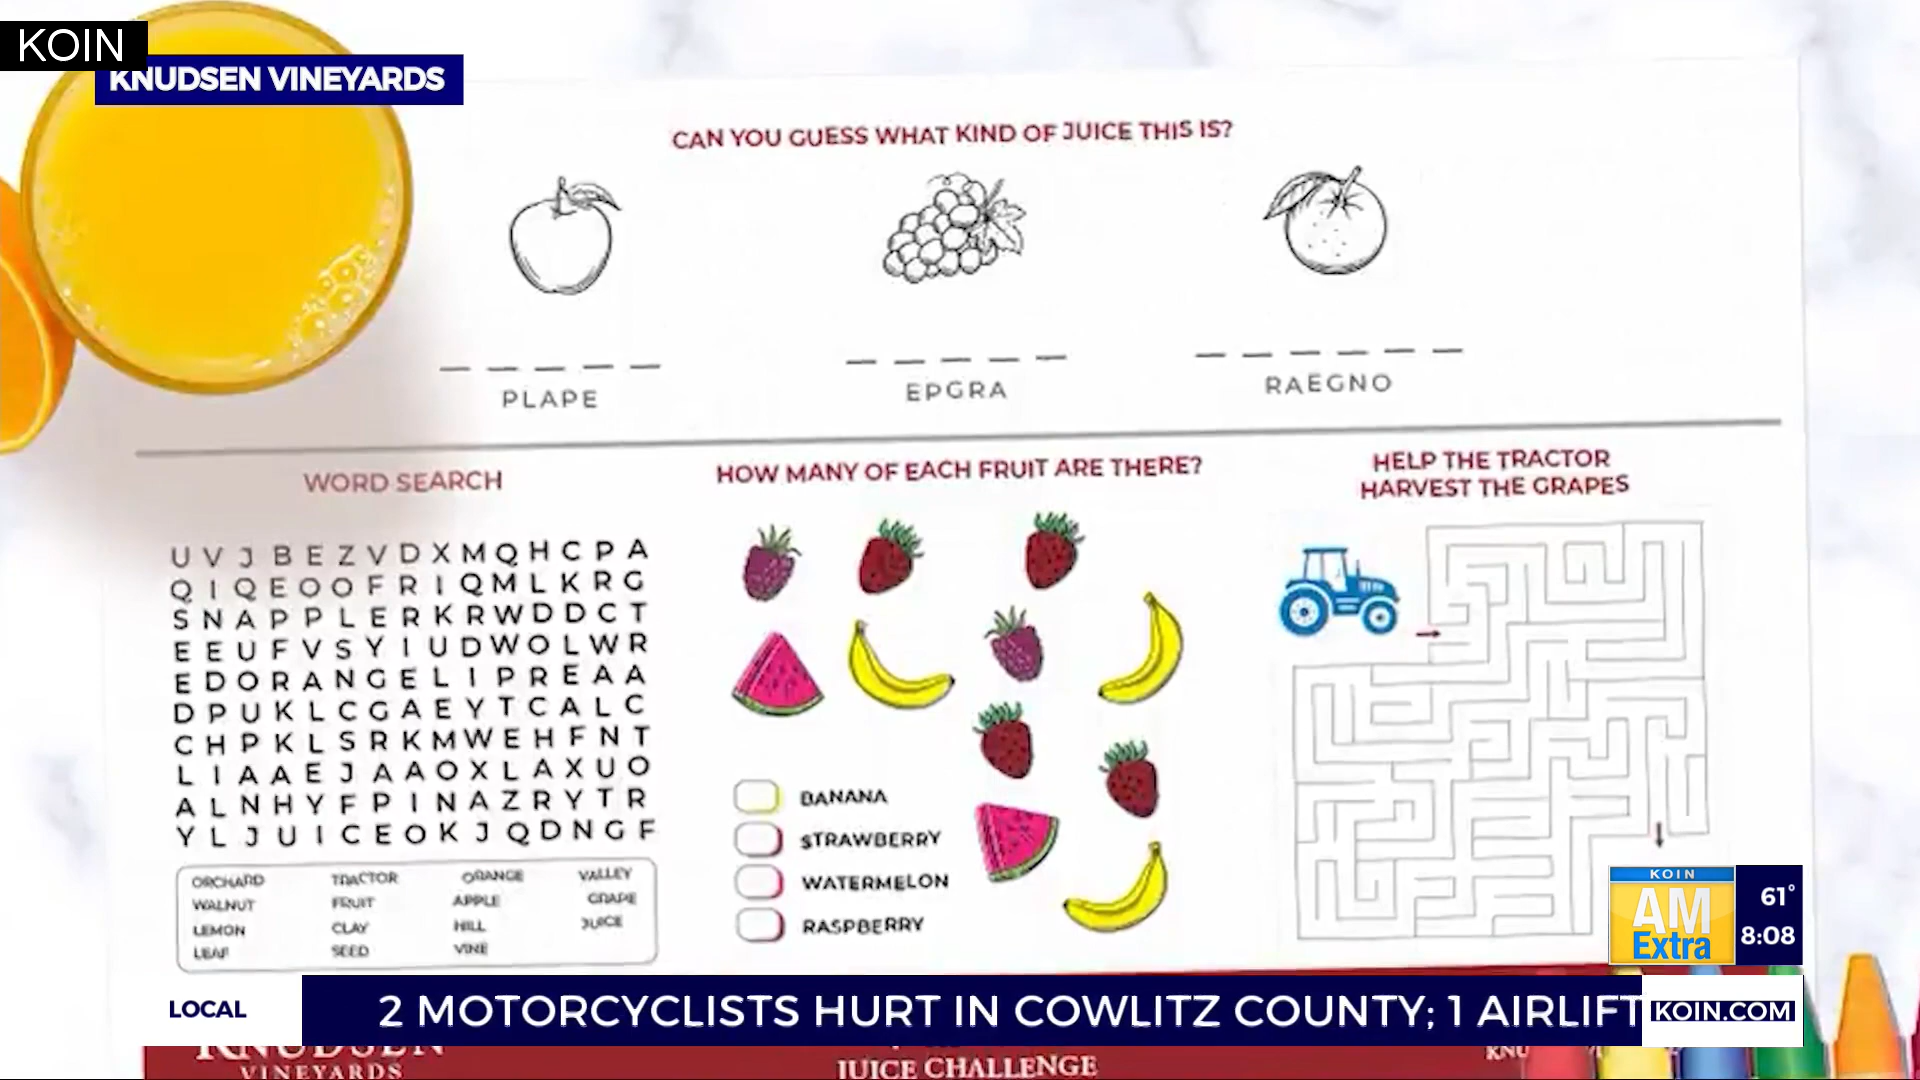 KOIN
KNUDSEN VINEYARDS
CAN YOU GUESS WHAT KIND OF JUICE THIS IS?
PLAPE
EPGRA
RAEGNO
WORD SEARCH
HOW MANY OF EACH FRUIT ARE THERE?
HELP THE TRACTOR
HARVEST THE GRAPES
U V J B E Z V D X M Q H C P A
Q I Q E O O F R I Q M L K R G
S N A P P L E R K R W D D C T
E E U F V S Y I U D W O L W R
E D O R A N G E L I P R E A A
D P U K L C G A E Y T C A L C
C H P K L S R K M W E H F N T
L I A A E J A A O X L A X U O
A L N H Y F P I N A Z R Y T R
Y L J U I C E O K J Q D N G F
ORCHARD TRACTOR ORANGE VALLEY
WALNUT FRUIT APPLE GRAPE
LEMON CLAY HILL JUICE
LEAF SEED VINE
BANANA
STRAWBERRY
WATERMELON
RASPBERRY
KOIN
AM
Extra
61°
8:08
LOCAL
2 MOTORCYCLISTS HURT IN COWLITZ COUNTY; 1 AIRLIFT
KOIN.COM
KNUDSEN
VINEYARDS
JUICE CHALLENGE
KNU